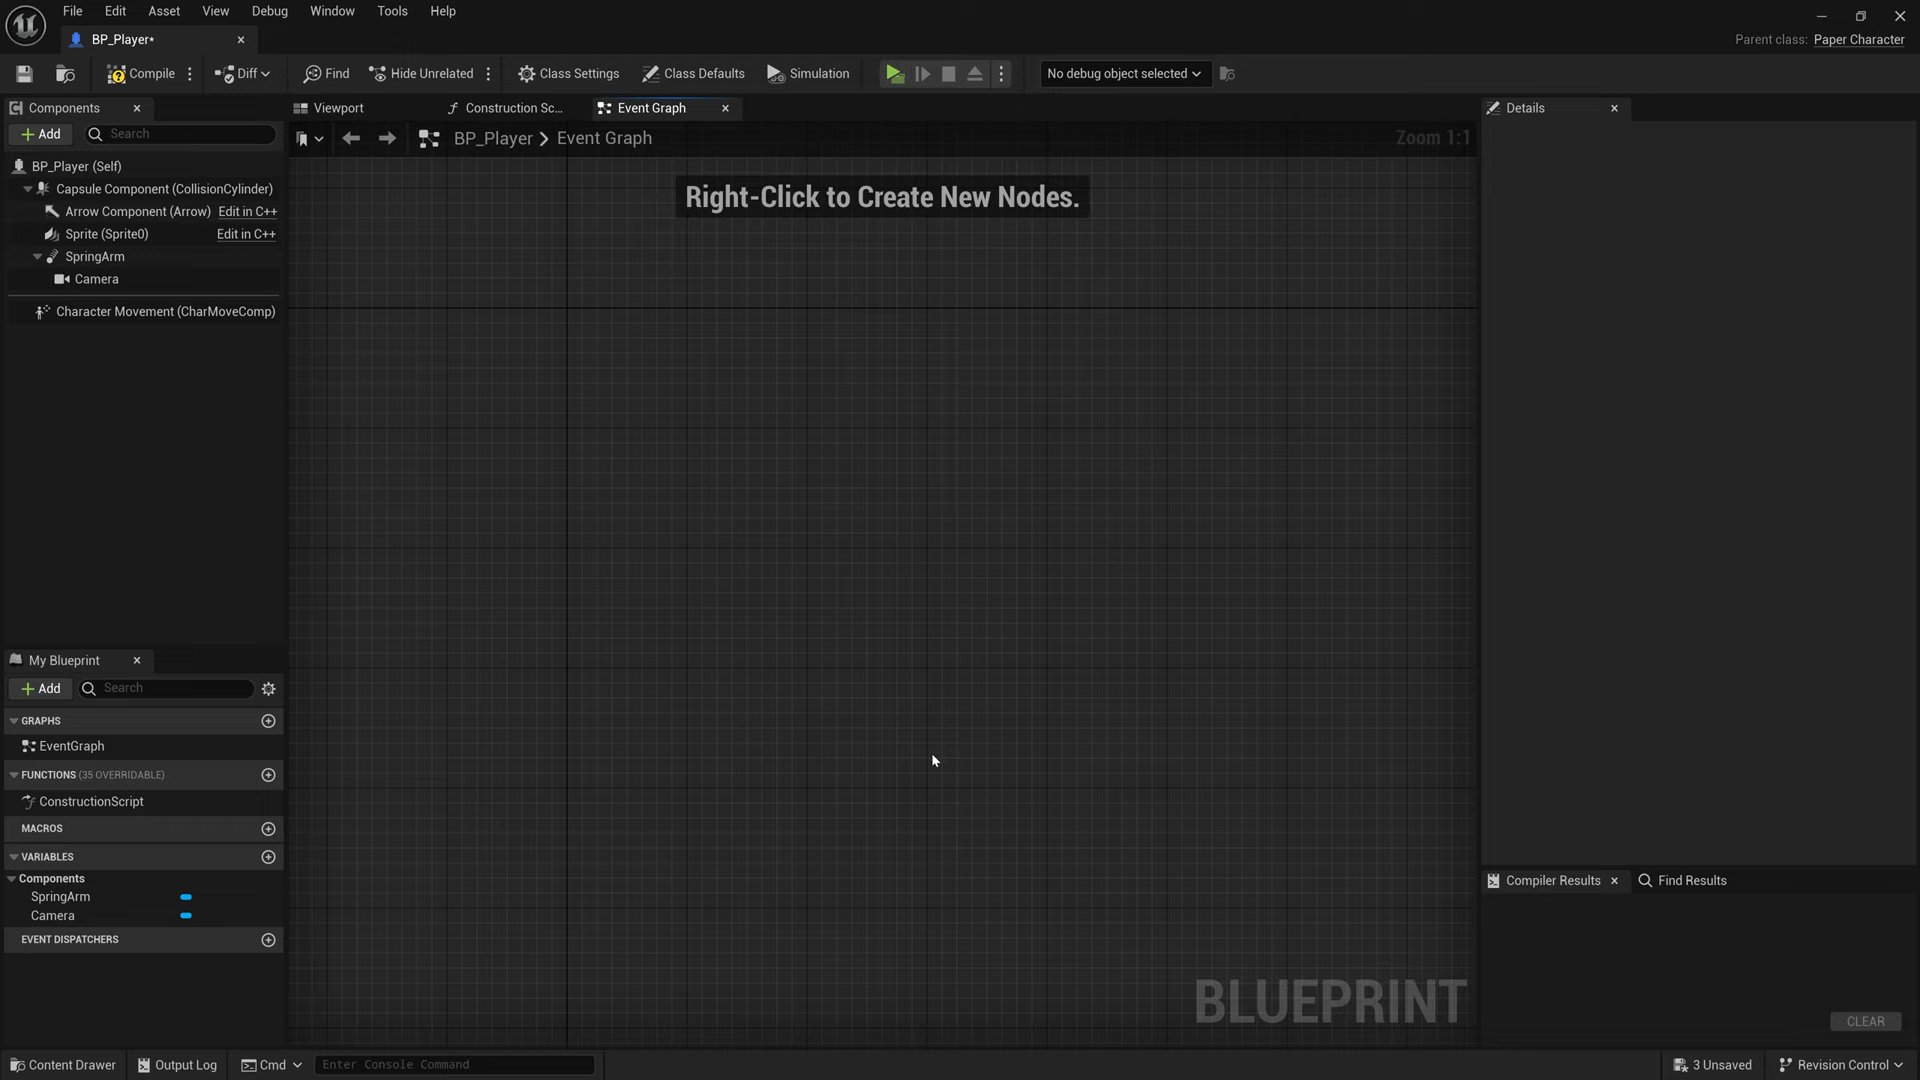 File Edit Asset View Debug Window Tools Help
BP_Player*
Parent class: Paper Character
Compile Diff Find Hide Unrelated Class Settings Class Defaults Simulation No debug object selected
Components
Add Search
BP_Player (Self)
Capsule Component (CollisionCylinder)
Arrow Component (Arrow) Edit in C++
Sprite (Sprite0) Edit in C++
SpringArm
Camera
Character Movement (CharMoveComp)
My Blueprint
Add Search
GRAPHS
EventGraph
FUNCTIONS (35 OVERRIDABLE)
ConstructionScript
MACROS
VARIABLES
Components
SpringArm
Camera
EVENT DISPATCHERS
Viewport Construction Sc... Event Graph
BP_Player > Event Graph Zoom 1:1
Right-Click to Create New Nodes.
BLUEPRINT
Details
Compiler Results Find Results
CLEAR
Content Drawer Output Log Cmd Enter Console Command 3 Unsaved Revision Control